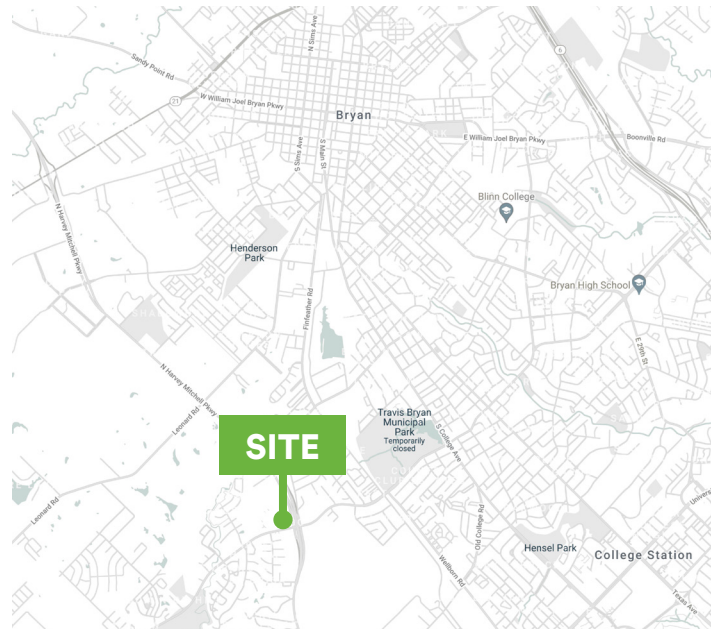 N Sims Ave
Sandy Point Rd
6
21
W William Joel Bryan Pkwy
Bryan
S Sims Ave
S Main St
E William Joel Bryan Pkwy
Boonville Rd
Blinn College
N Harvey Mitchell Pkwy
Henderson
Park
Bryan High School
Finfeather Rd
E 29th St
N Harvey Mitchell Pkwy
Leonard Rd
Travis Bryan
Municipal
Park
Temporarily
closed
S College Ave
SITE
Leonard Rd
Old College Rd
Hensel Park
College Station
Wellborn Rd
Texas Ave